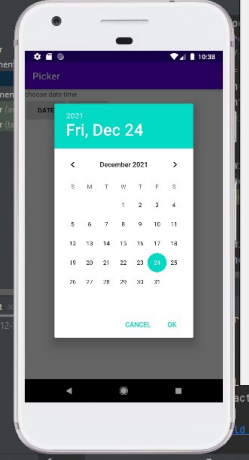 10:38
Picker
choose date time
DATE
2021
Fri, Dec 24
December 2021
S M T W T F S
1 2 3 4
5 6 7 8 9 10 11
12 13 14 15 16 17 18
19 20 21 22 23 24 25
26 27 28 29 30 31
CANCEL OK